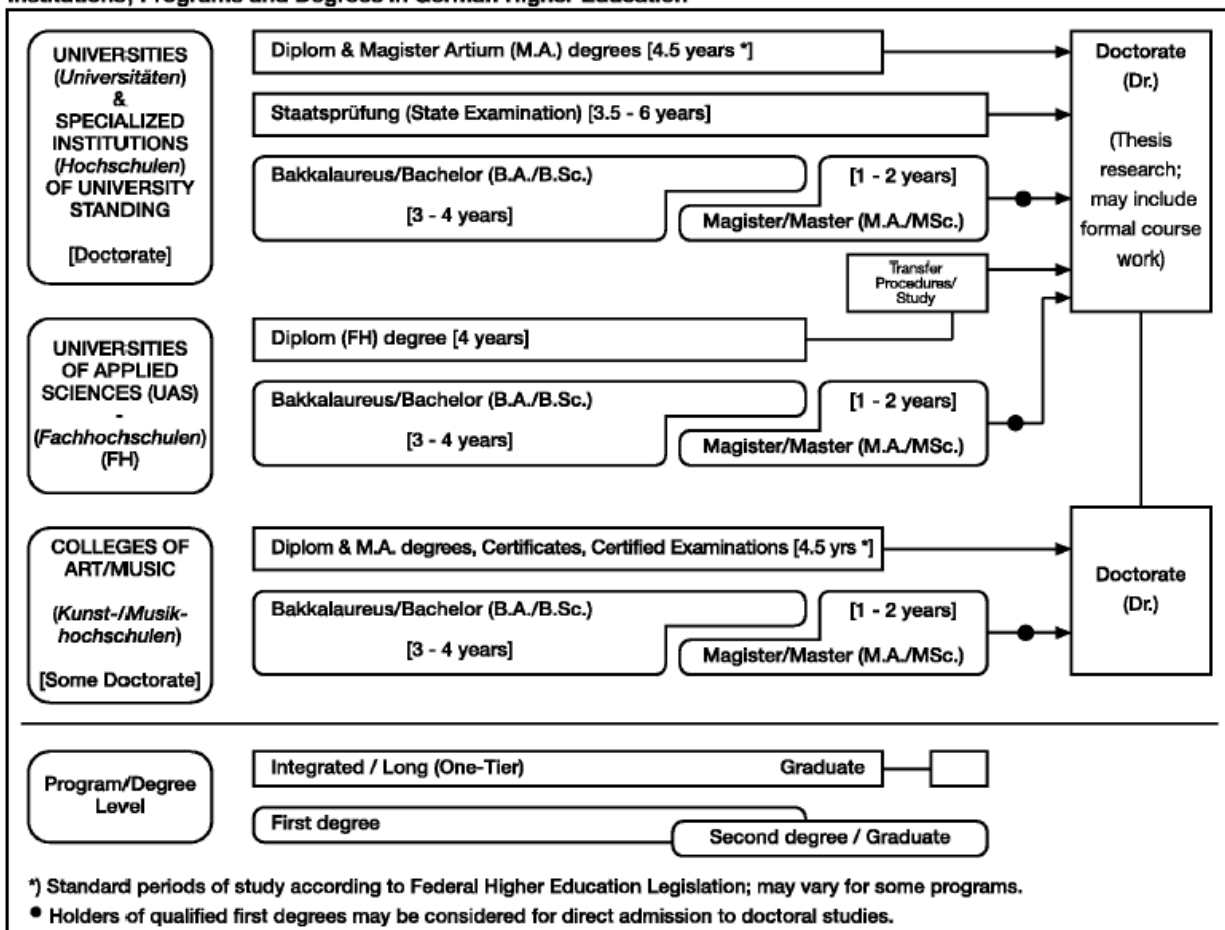 Institutions, Programs and Degrees in German Higher Education
UNIVERSITIES
(Universitäten)
&
SPECIALIZED
INSTITUTIONS
(Hochschulen)
OF UNIVERSITY
STANDING
[Doctorate]
Diplom & Magister Artium (M.A.) degrees [4.5 years *]
Staatsprüfung (State Examination) [3.5 - 6 years]
Bakkalaureus/Bachelor (B.A./B.Sc.)
[3 - 4 years]
[1 - 2 years]
Magister/Master (M.A./MSc.)
Transfer
Procedures/
Study
Doctorate
(Dr.)
(Thesis
research;
may include
formal course
work)
UNIVERSITIES
OF APPLIED
SCIENCES (UAS)
-
(Fachhochschulen)
(FH)
Diplom (FH) degree [4 years]
Bakkalaureus/Bachelor (B.A./B.Sc.)
[3 - 4 years]
[1 - 2 years]
Magister/Master (M.A./MSc.)
COLLEGES OF
ART/MUSIC
(Kunst-/Musik-
hochschulen)
[Some Doctorate]
Diplom & M.A. degrees, Certificates, Certified Examinations [4.5 yrs *]
Bakkalaureus/Bachelor (B.A./B.Sc.)
[3 - 4 years]
[1 - 2 years]
Magister/Master (M.A./MSc.)
Doctorate
(Dr.)
Program/Degree
Level
Integrated / Long (One-Tier) Graduate
First degree
Second degree / Graduate
*) Standard periods of study according to Federal Higher Education Legislation; may vary for some programs.
● Holders of qualified first degrees may be considered for direct admission to doctoral studies.